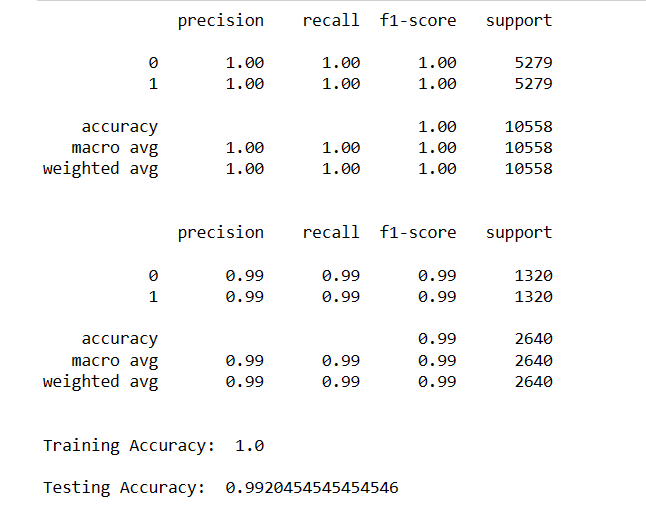 precision recall f1-score support
0 1.00 1.00 1.00 5279
1 1.00 1.00 1.00 5279
accuracy 1.00 10558
macro avg 1.00 1.00 1.00 10558
weighted avg 1.00 1.00 1.00 10558
precision recall f1-score support
0 0.99 0.99 0.99 1320
1 0.99 0.99 0.99 1320
accuracy 0.99 2640
macro avg 0.99 0.99 0.99 2640
weighted avg 0.99 0.99 0.99 2640
Training Accuracy: 1.0
Testing Accuracy: 0.9920454545454546